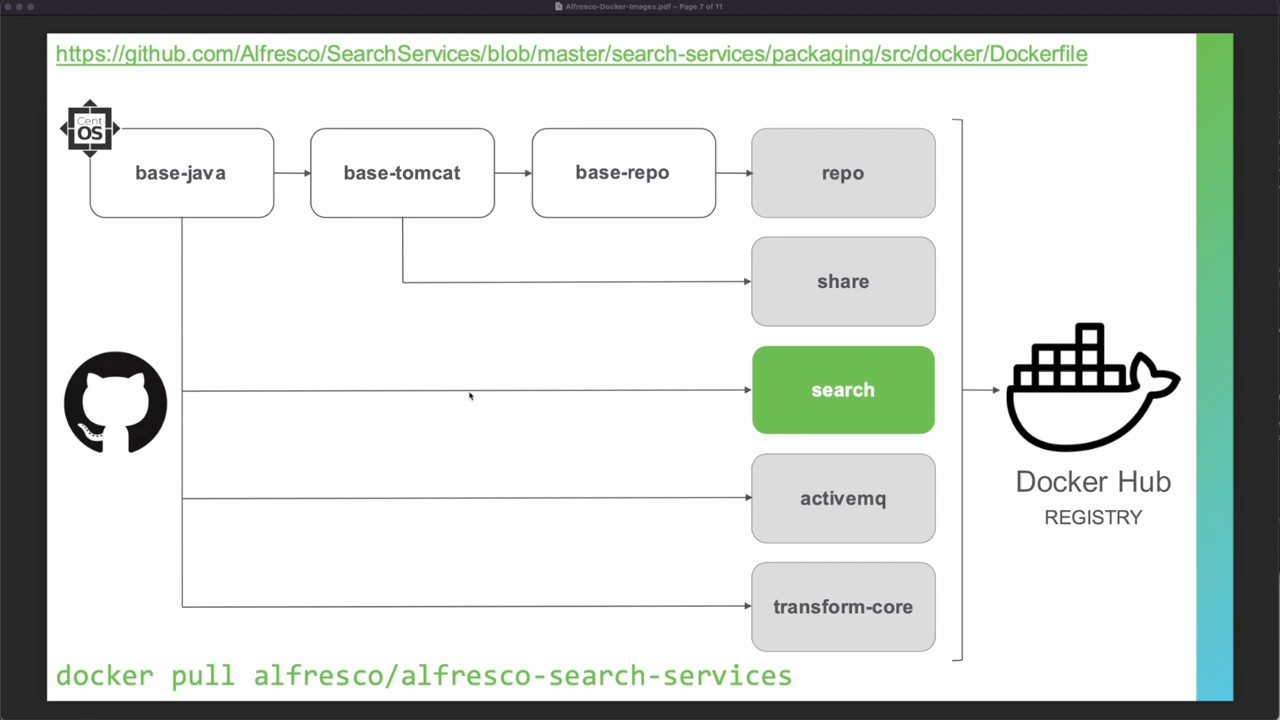 Alfresco-Docker-Images.pdf – Page 7 of 11
https://github.com/Alfresco/SearchServices/blob/master/search-services/packaging/src/docker/Dockerfile
Cent
OS
base-java
base-tomcat
base-repo
repo
share
search
activemq
transform-core
Docker Hub
REGISTRY
docker pull alfresco/alfresco-search-services